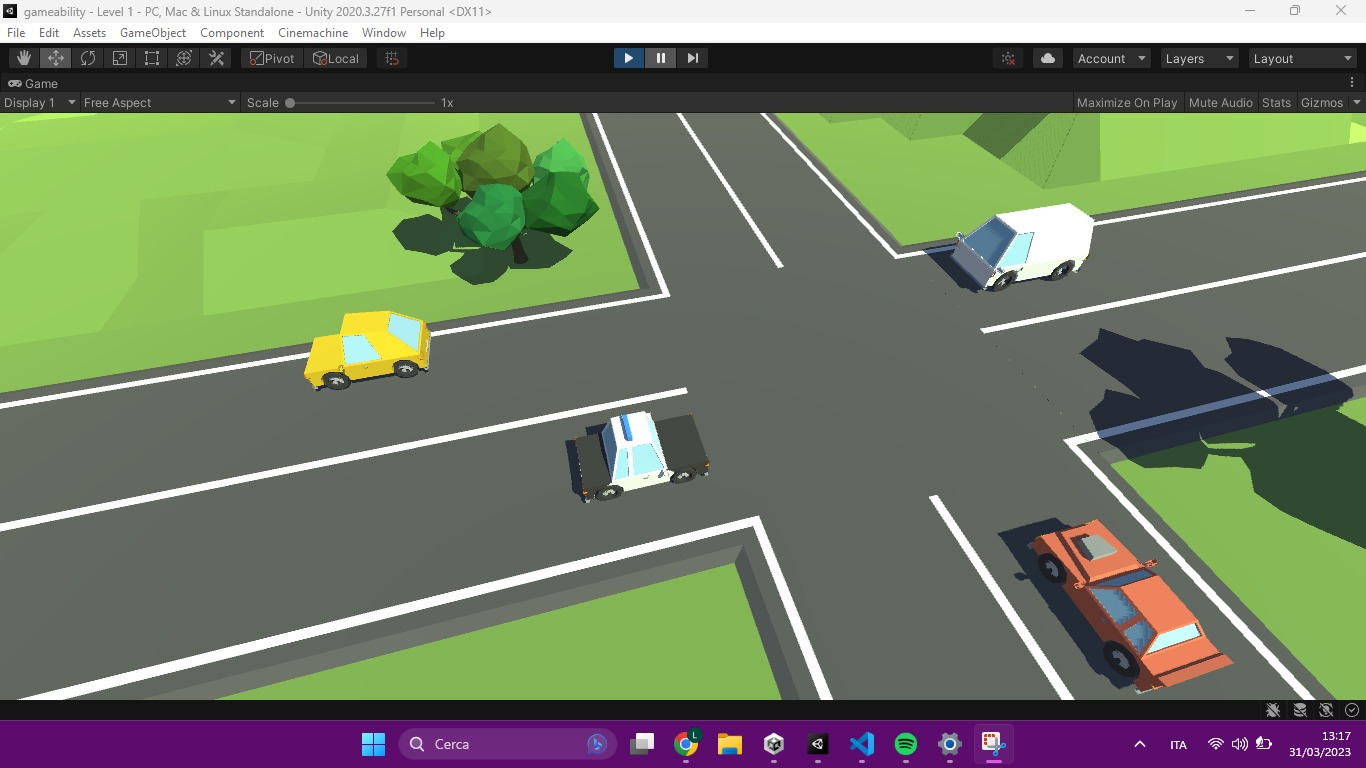 gameability - Level 1 - PC, Mac & Linux Standalone - Unity 2020.3.27f1 Personal <DX11>
File Edit Assets GameObject Component Cinemachine Window Help
Pivot Local Account Layers Layout
Game
Display 1 Free Aspect Scale 1x Maximize On Play Mute Audio Stats Gizmos
Cerca L ITA 13:17
31/03/2023